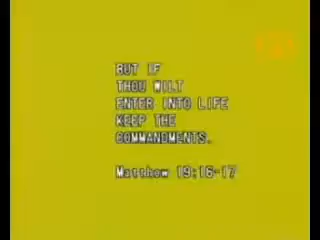 BUT IF
THOU WILT
ENTER INTO LIFE
KEEP THE
COMMANDMENTS.
Matthew 19:16-17